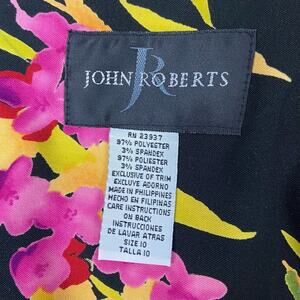 JR
JOHN ROBERTS
RN 23937
97% POLYESTER
3% SPANDEX
97% POLIESTER
3% SPANDEX
EXCLUSIVE OF TRIM
EXCLUYE ADORNO
MADE IN PHILIPPINES
HECHO EN FILIPINAS
CARE INSTRUCTIONS
ON BACK
INSTRUCCIONES
DE LAVAR ATRAS
SIZE 10
TALLA 10